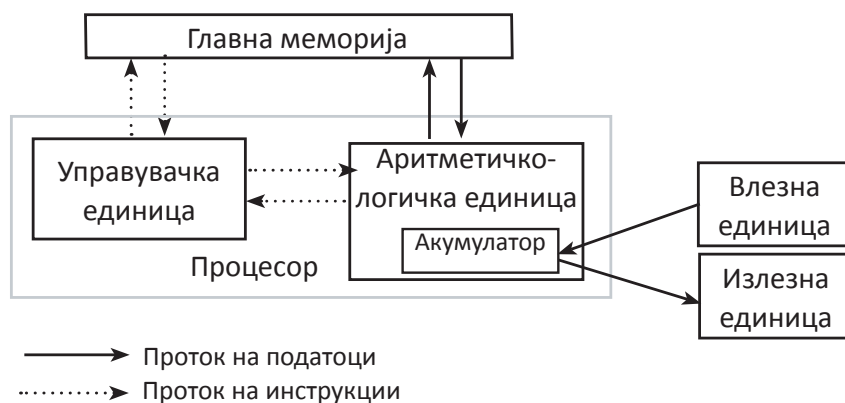 Главна меморија
Управувачка
единица
Аритметичко-
логичка единица
Акумулатор
Процесор
Влезна
единица
Излезна
единица
Проток на податоци
Проток на инструкции